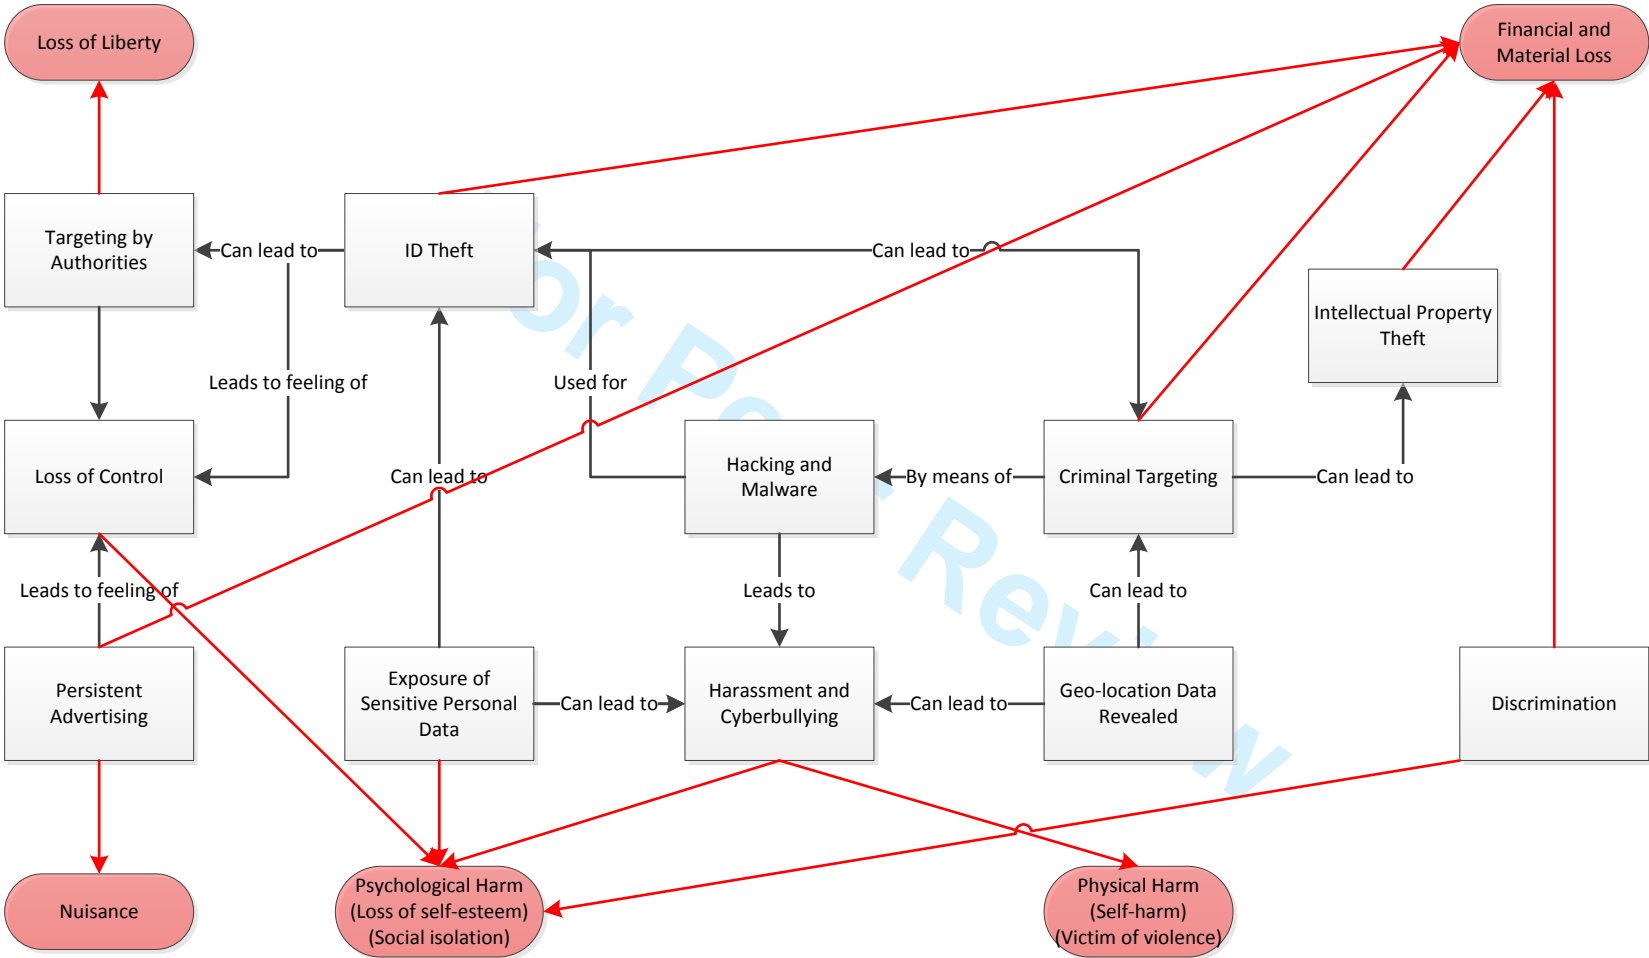 Loss of Liberty
Financial and
Material Loss
Targeting by
Authorities
Can lead to
ID Theft
Can lead to
Intellectual Property
Theft
Leads to feeling of
Used for
Loss of Control
Can lead to
Hacking and
Malware
By means of
Criminal Targeting
Can lead to
Leads to feeling of
Leads to
Can lead to
Persistent
Advertising
Exposure of
Sensitive Personal
Data
Can lead to
Harassment and
Cyberbullying
Can lead to
Geo-location Data
Revealed
Discrimination
Nuisance
Psychological Harm
(Loss of self-esteem)
(Social isolation)
Physical Harm
(Self-harm)
(Victim of violence)
For Peer Review